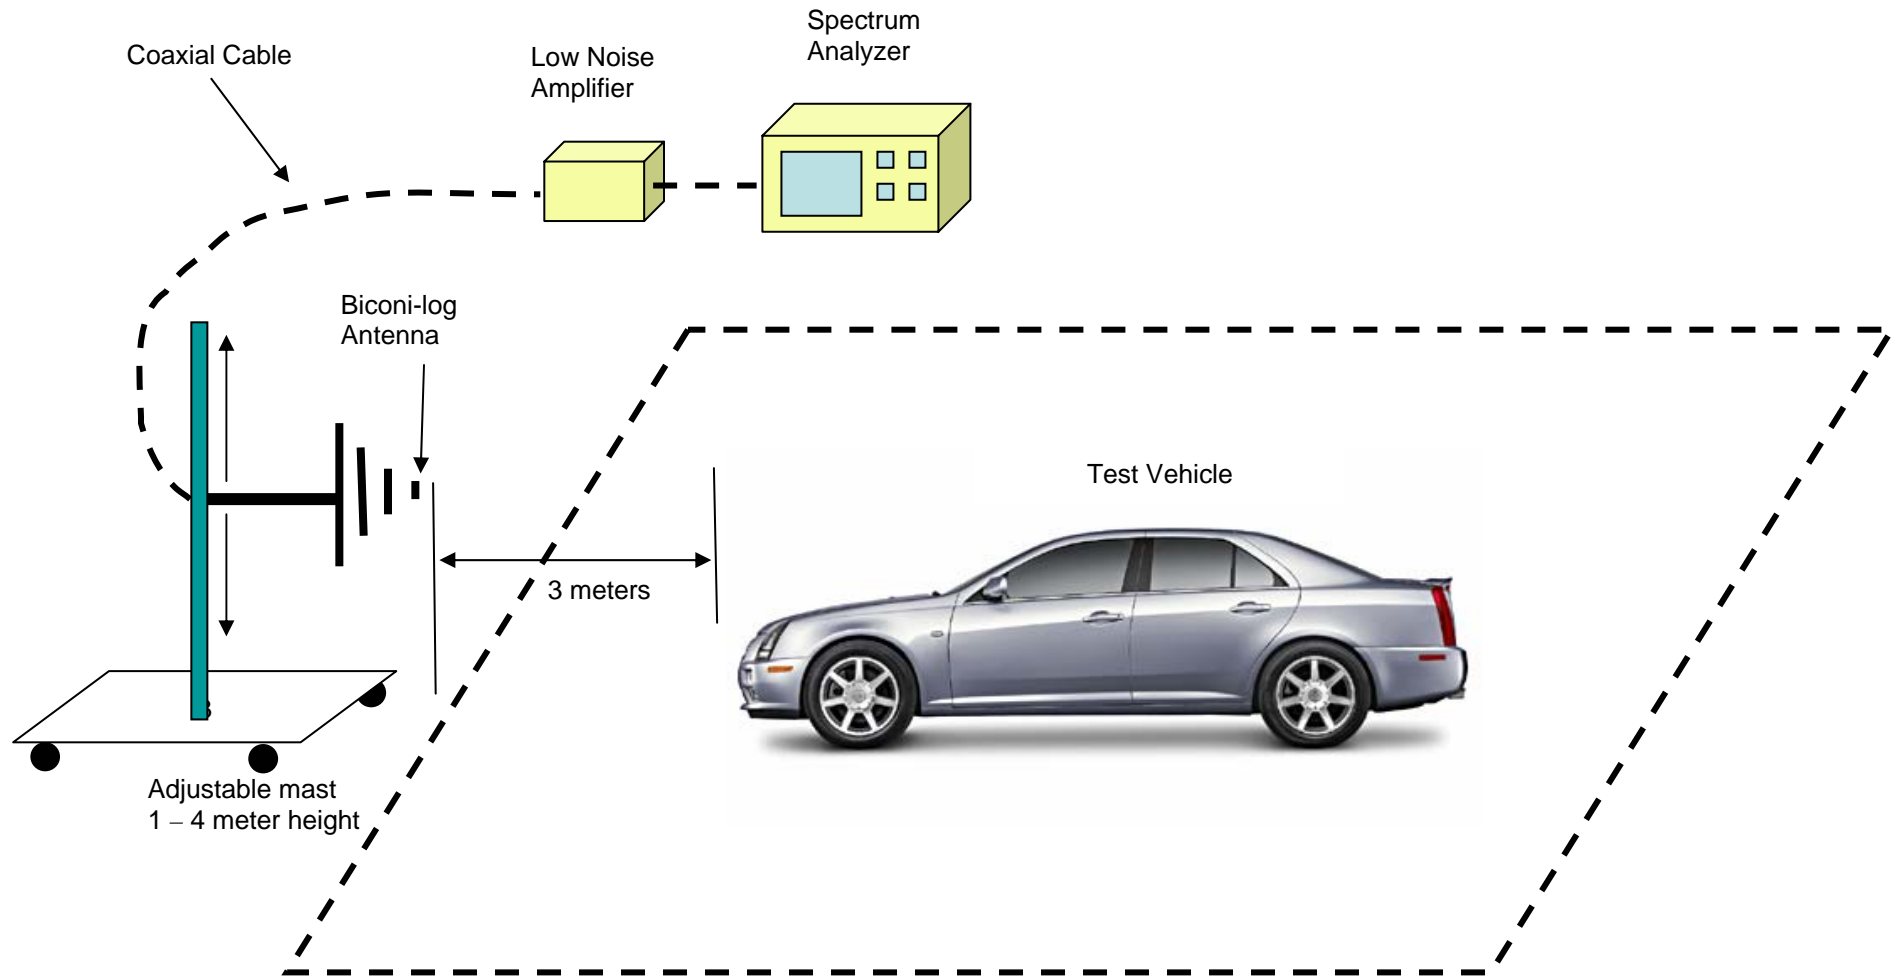 Spectrum
Analyzer
Coaxial Cable
Low Noise
Amplifier
Biconi-log
Antenna
Test Vehicle
3 meters
Adjustable mast
1 – 4 meter height